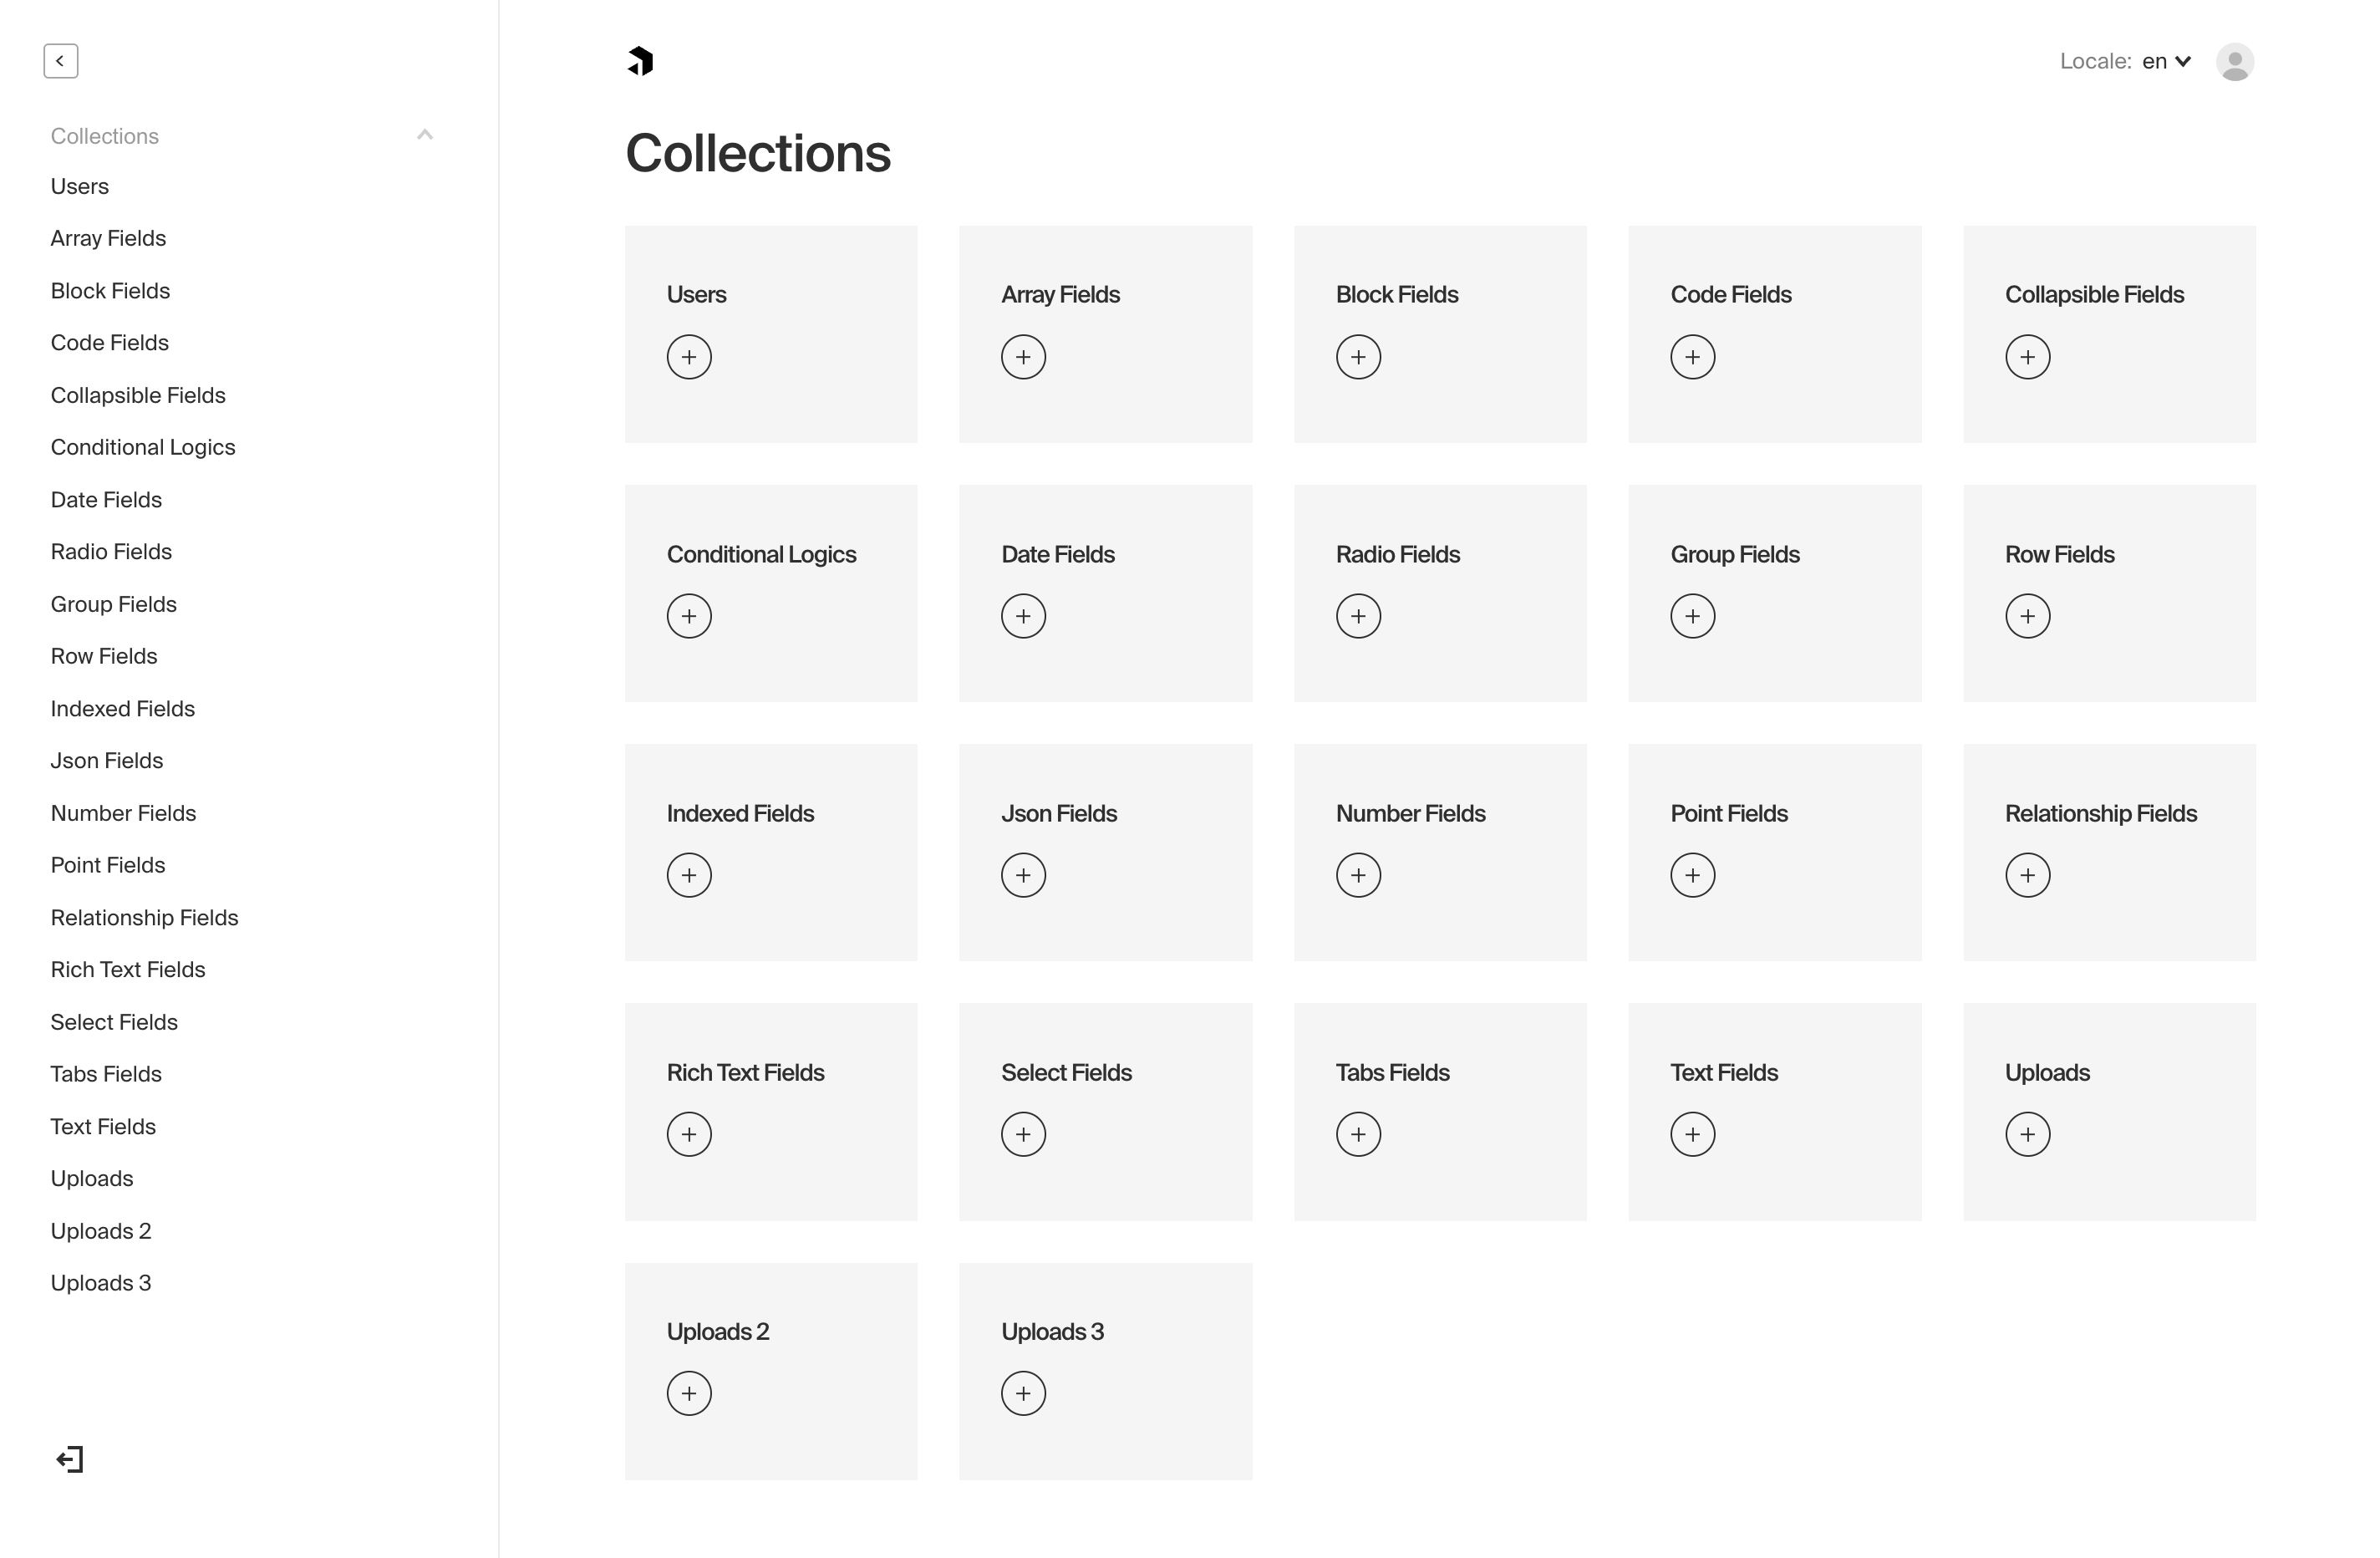 Collections
Users
Array Fields
Block Fields
Code Fields
Collapsible Fields
Conditional Logics
Date Fields
Radio Fields
Group Fields
Row Fields
Indexed Fields
Json Fields
Number Fields
Point Fields
Relationship Fields
Rich Text Fields
Select Fields
Tabs Fields
Text Fields
Uploads
Uploads 2
Uploads 3
Locale: en
Collections
Users
Array Fields
Block Fields
Code Fields
Collapsible Fields
Conditional Logics
Date Fields
Radio Fields
Group Fields
Row Fields
Indexed Fields
Json Fields
Number Fields
Point Fields
Relationship Fields
Rich Text Fields
Select Fields
Tabs Fields
Text Fields
Uploads
Uploads 2
Uploads 3